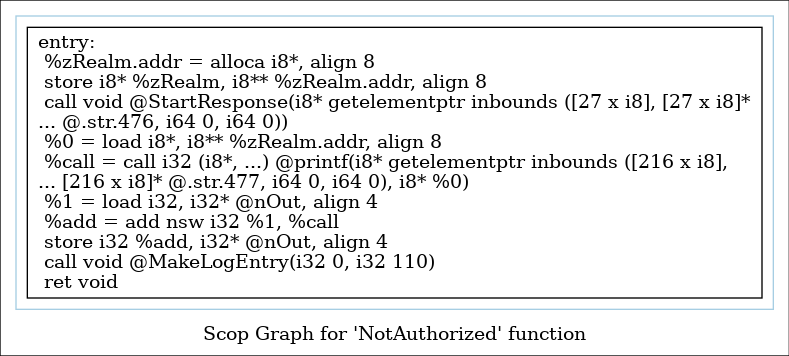 entry:
%zRealm.addr = alloca i8*, align 8
store i8* %zRealm, i8** %zRealm.addr, align 8
call void @StartResponse(i8* getelementptr inbounds ([27 x i8], [27 x i8]*
... @.str.476, i64 0, i64 0))
%0 = load i8*, i8** %zRealm.addr, align 8
%call = call i32 (i8*, ...) @printf(i8* getelementptr inbounds ([216 x i8],
... [216 x i8]* @.str.477, i64 0, i64 0), i8* %0)
%1 = load i32, i32* @nOut, align 4
%add = add nsw i32 %1, %call
store i32 %add, i32* @nOut, align 4
call void @MakeLogEntry(i32 0, i32 110)
ret void
Scop Graph for 'NotAuthorized' function